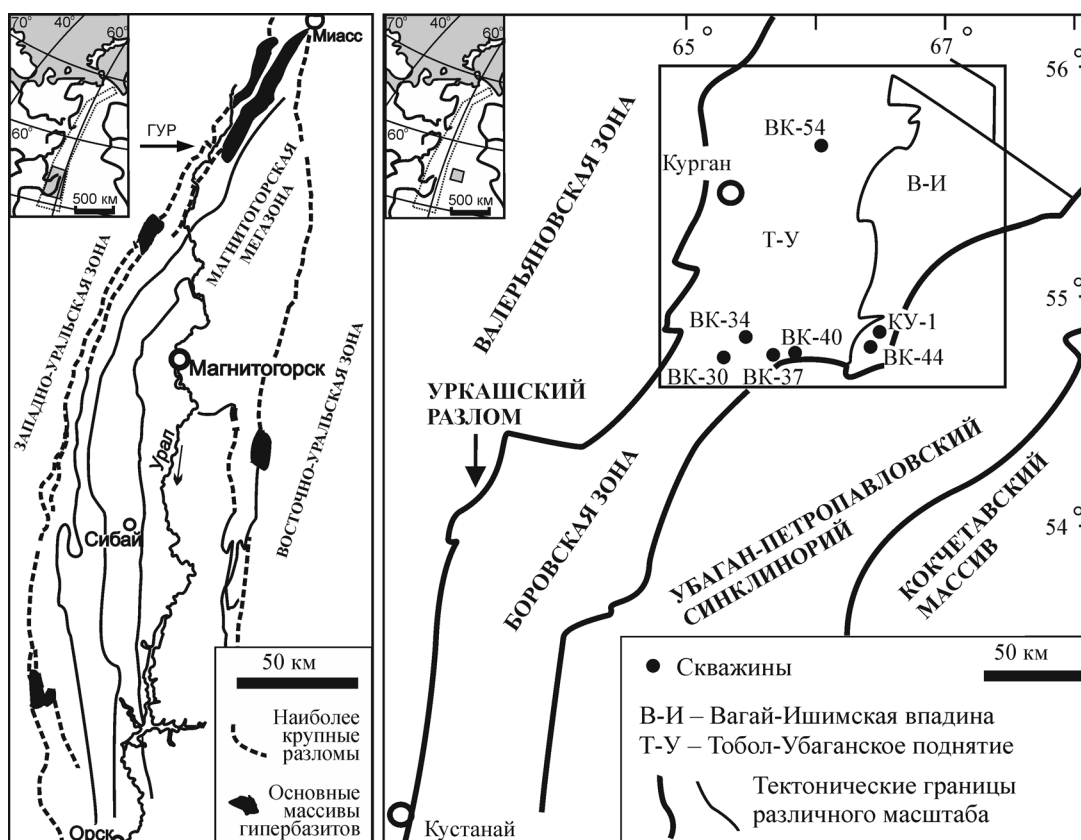 70°
40°
60°
60°
500 км
ГУР
Миасс
МАГНИТОГОРСКАЯ
МЕГАЗОНА
ЗАПАДНО-УРАЛЬСКАЯ ЗОНА
Магнитогорск
Урал
ВОСТОЧНО-УРАЛЬСКАЯ ЗОНА
Сибай
Орск
50 км
Наиболее
крупные
разломы
Основные
массивы
гипербазитов
70°
40°
60°
60°
500 км
65°
67°
56°
55°
54°
ВАЛЕРЬЯНОВСКАЯ ЗОНА
Курган
ВК-54
В-И
Т-У
ВК-34
ВК-40
КУ-1
ВК-30
ВК-37
ВК-44
УРКАШСКИЙ
РАЗЛОМ
БОРОВСКАЯ ЗОНА
УБАГАН-ПЕТРОПАВЛОВСКИЙ
СИНКЛИНОРИЙ
КОКЧЕТАВСКИЙ
МАССИВ
Кустанай
Скважины
50 км
В-И – Вагай-Ишимская впадина
Т-У – Тобол-Убаганское поднятие
Тектонические границы
различного масштаба